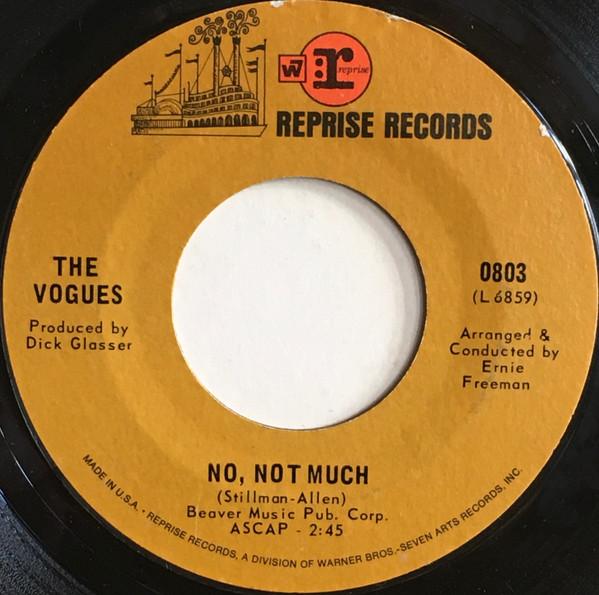 W7 r reprise
REPRISE RECORDS
THE
VOGUES
Produced by
Dick Glasser
0803
(L 6859)
Arranged &
Conducted by
Ernie
Freeman
NO, NOT MUCH
(Stillman-Allen)
Beaver Music Pub. Corp.
ASCAP - 2:45
MADE IN U.S.A. • REPRISE RECORDS, A DIVISION OF WARNER BROS.-SEVEN ARTS RECORDS, INC.